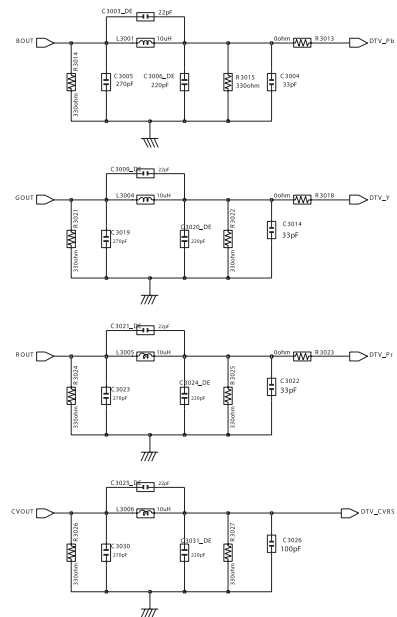 C3003_DE 22pF
BOUT L3001 10uH 0ohm R3013 DTV_Pb
R3014 330ohm
C3005 270pF
C3006_DE 220pF
R3015 330ohm
C3004 33pF
C3009_DE 22pF
GOUT L3004 10uH 0ohm R3018 DTV_Y
R3021 330ohm
C3019 270pF
C3020_DE 220pF
R3022 330ohm
C3014 33pF
C3021_DE 22pF
ROUT L3005 10uH 0ohm R3023 DTV_Pr
R3024 330ohm
C3023 270pF
C3024_DE 220pF
R3025 330ohm
C3022 33pF
C3025_DE 22pF
CVOUT L3006 10uH DTV_CVBS
R3026 330ohm
C3030 270pF
C3031_DE 220pF
R3027 330ohm
C3026 100pF